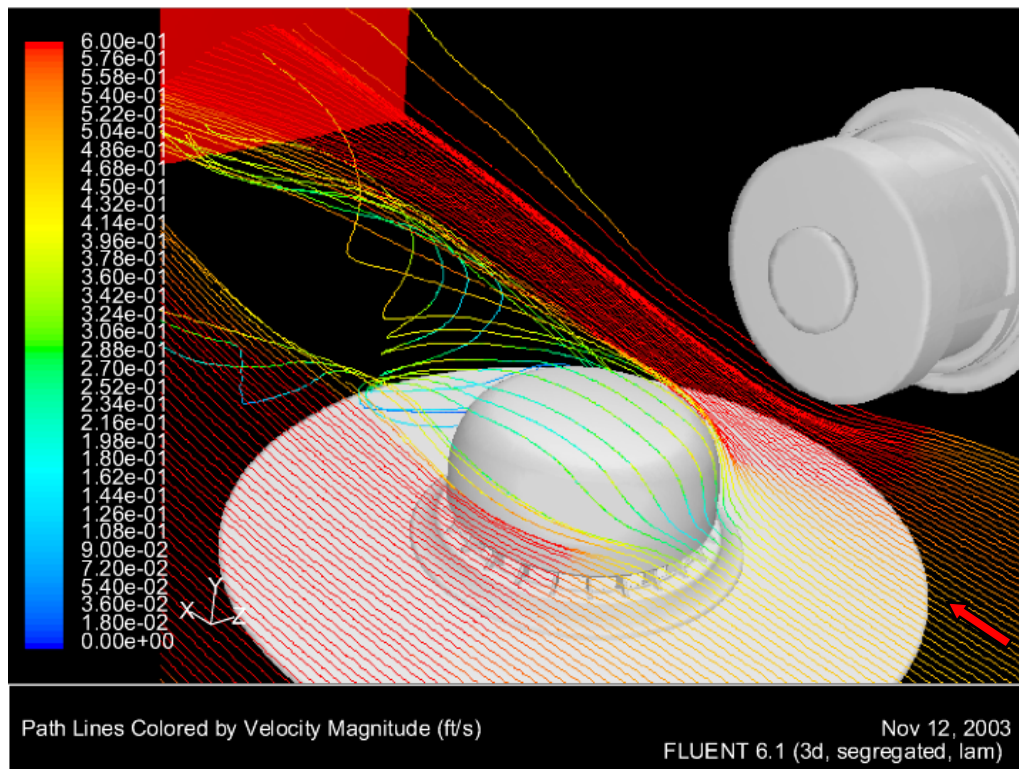 6.00e-01
5.76e-01
5.58e-01
5.40e-01
5.22e-01
5.04e-01
4.86e-01
4.68e-01
4.50e-01
4.32e-01
4.14e-01
3.96e-01
3.78e-01
3.60e-01
3.42e-01
3.24e-01
3.06e-01
2.88e-01
2.70e-01
2.52e-01
2.34e-01
2.16e-01
1.98e-01
1.80e-01
1.62e-01
1.44e-01
1.26e-01
1.08e-01
9.00e-02
7.20e-02
5.40e-02
3.60e-02
1.80e-02
0.00e+00
Y
X Z
Path Lines Colored by Velocity Magnitude (ft/s)
Nov 12, 2003
FLUENT 6.1 (3d, segregated, lam)